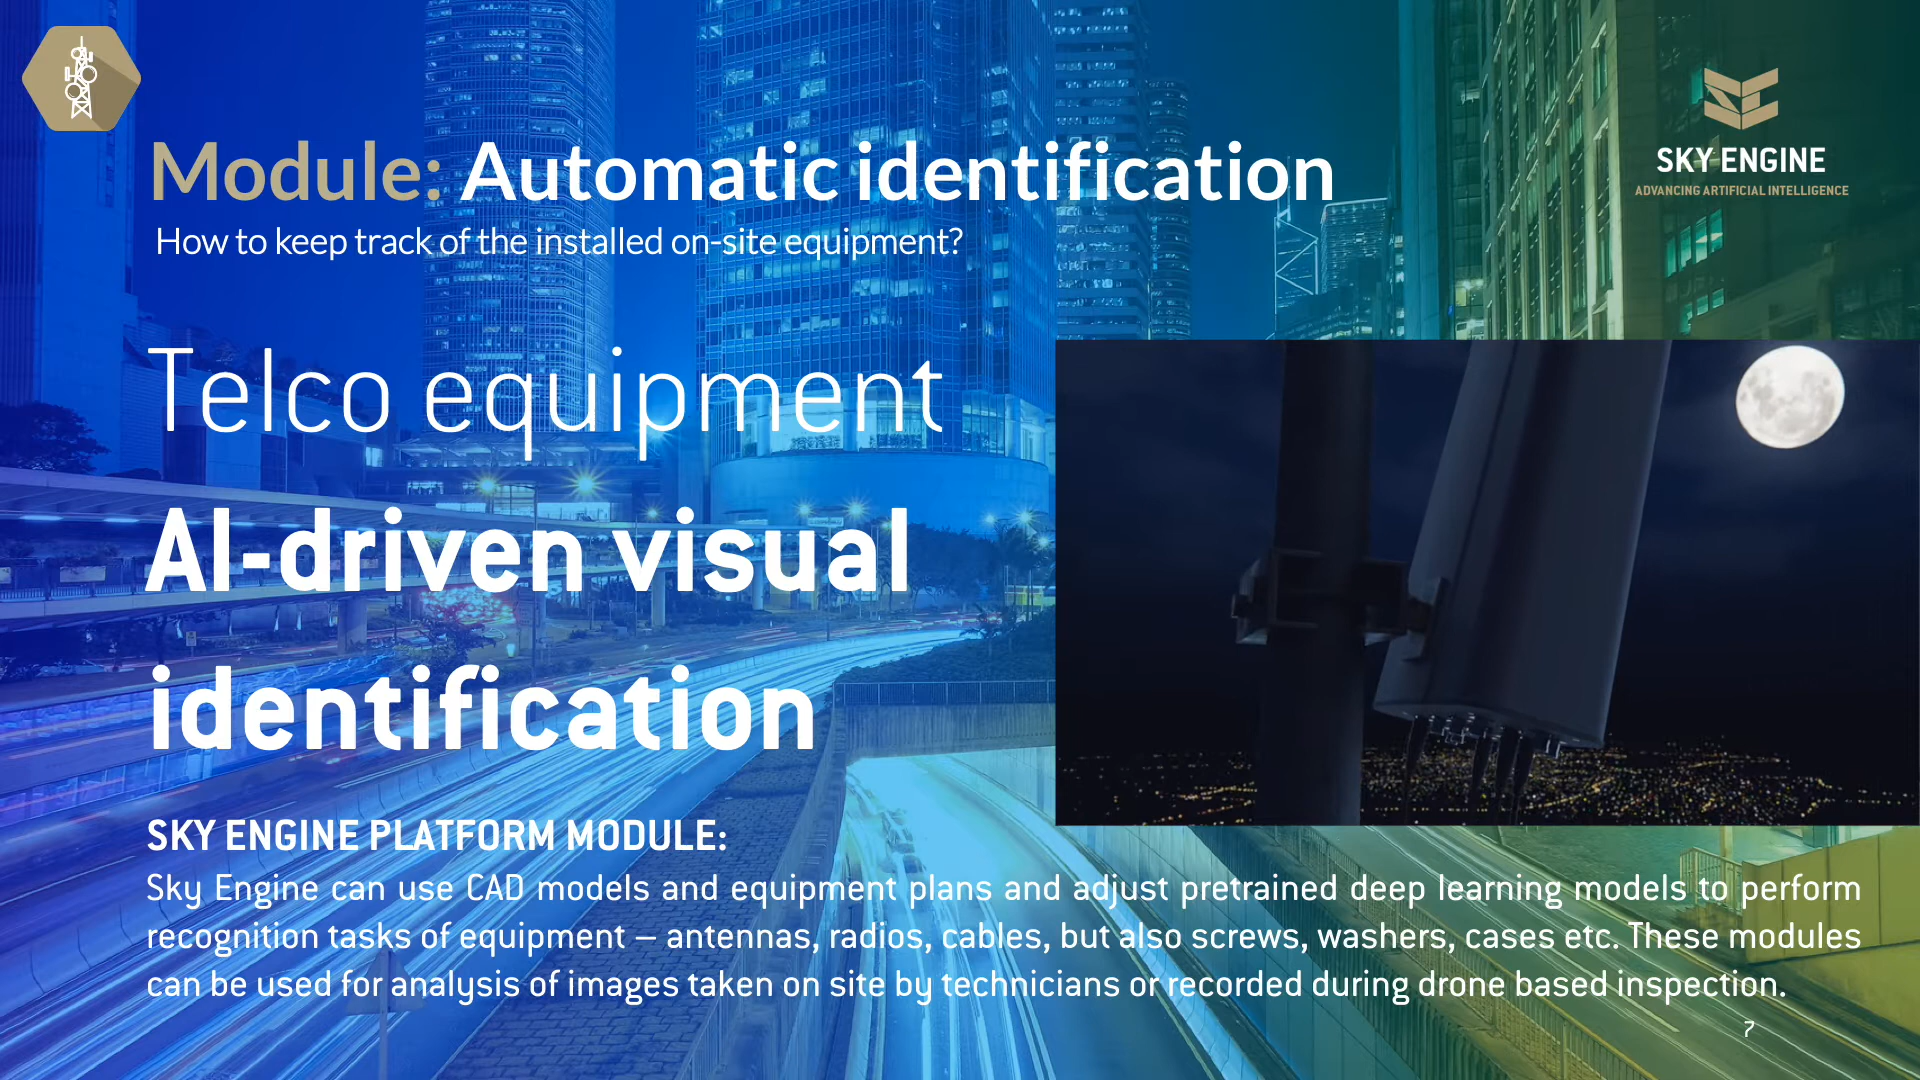 Module: Automatic identification
How to keep track of the installed on-site equipment?
SKY ENGINE
ADVANCING ARTIFICIAL INTELLIGENCE
Telco equipment
AI-driven visual
identification
SKY ENGINE PLATFORM MODULE:
Sky Engine can use CAD models and equipment plans and adjust pretrained deep learning models to perform
recognition tasks of equipment – antennas, radios, cables, but also screws, washers, cases etc. These modules
can be used for analysis of images taken on site by technicians or recorded during drone based inspection.
7